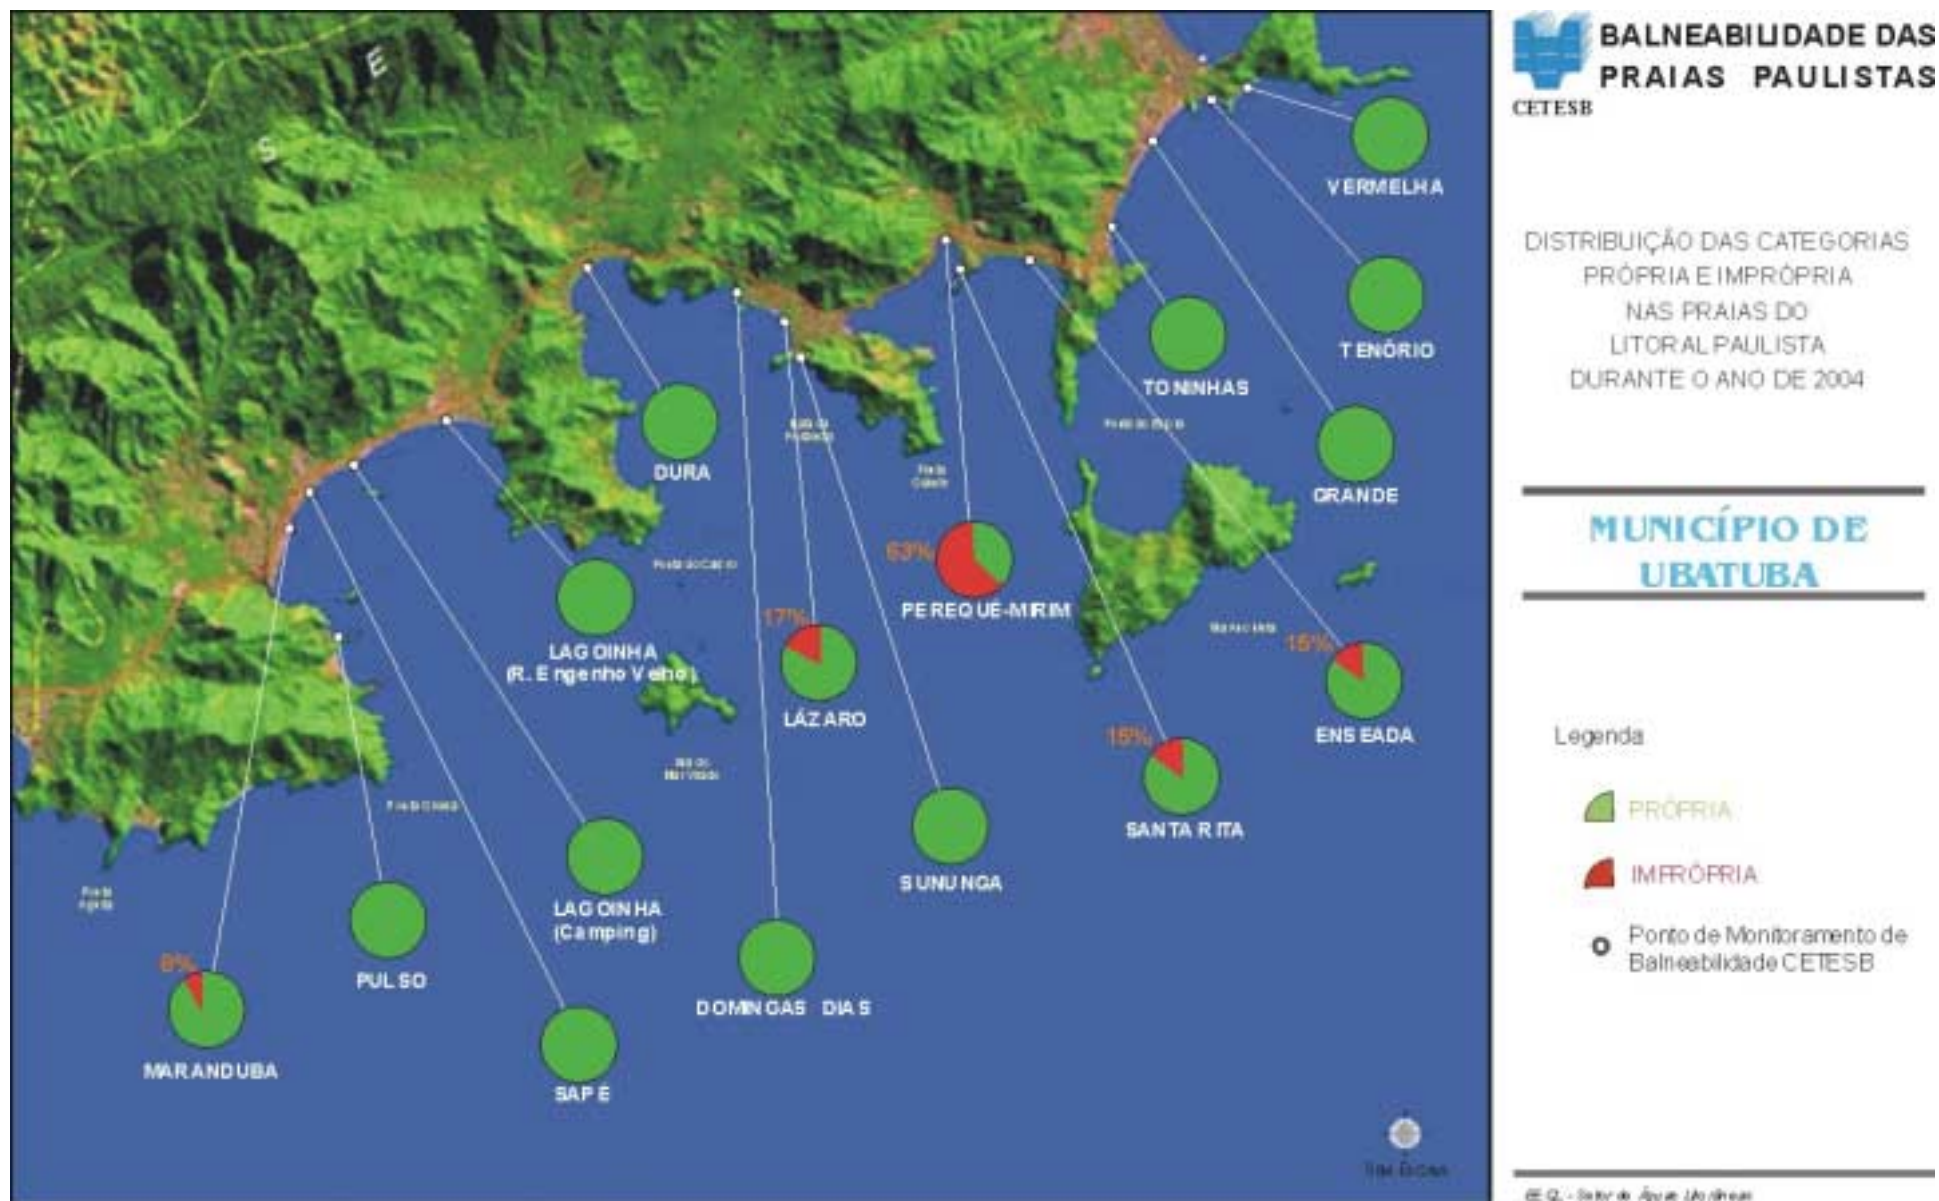 E
S
VERMELHA
TENÓRIO
TONINHAS
GRANDE
DURA
63%
PEREQUÊ-MIRIM
LAGOINHA
(R. Engenho Velho)
17%
LÁZARO
15%
ENSEADA
15%
SANTA RITA
SUNUNGA
LAGOINHA
(Camping)
PULSO
DOMINGAS DIAS
8%
MARANDUBA
SAPÉ
CETESB
BALNEABILIDADE DAS
PRAIAS PAULISTAS
DISTRIBUIÇÃO DAS CATEGORIAS
PRÓPRIA E IMPRÓPRIA
NAS PRAIAS DO
LITORAL PAULISTA
DURANTE O ANO DE 2004
MUNICÍPIO DE
UBATUBA
Legenda
PRÓPRIA
IMPRÓPRIA
Ponto de Monitoramento de
Balneabilidade CETESB